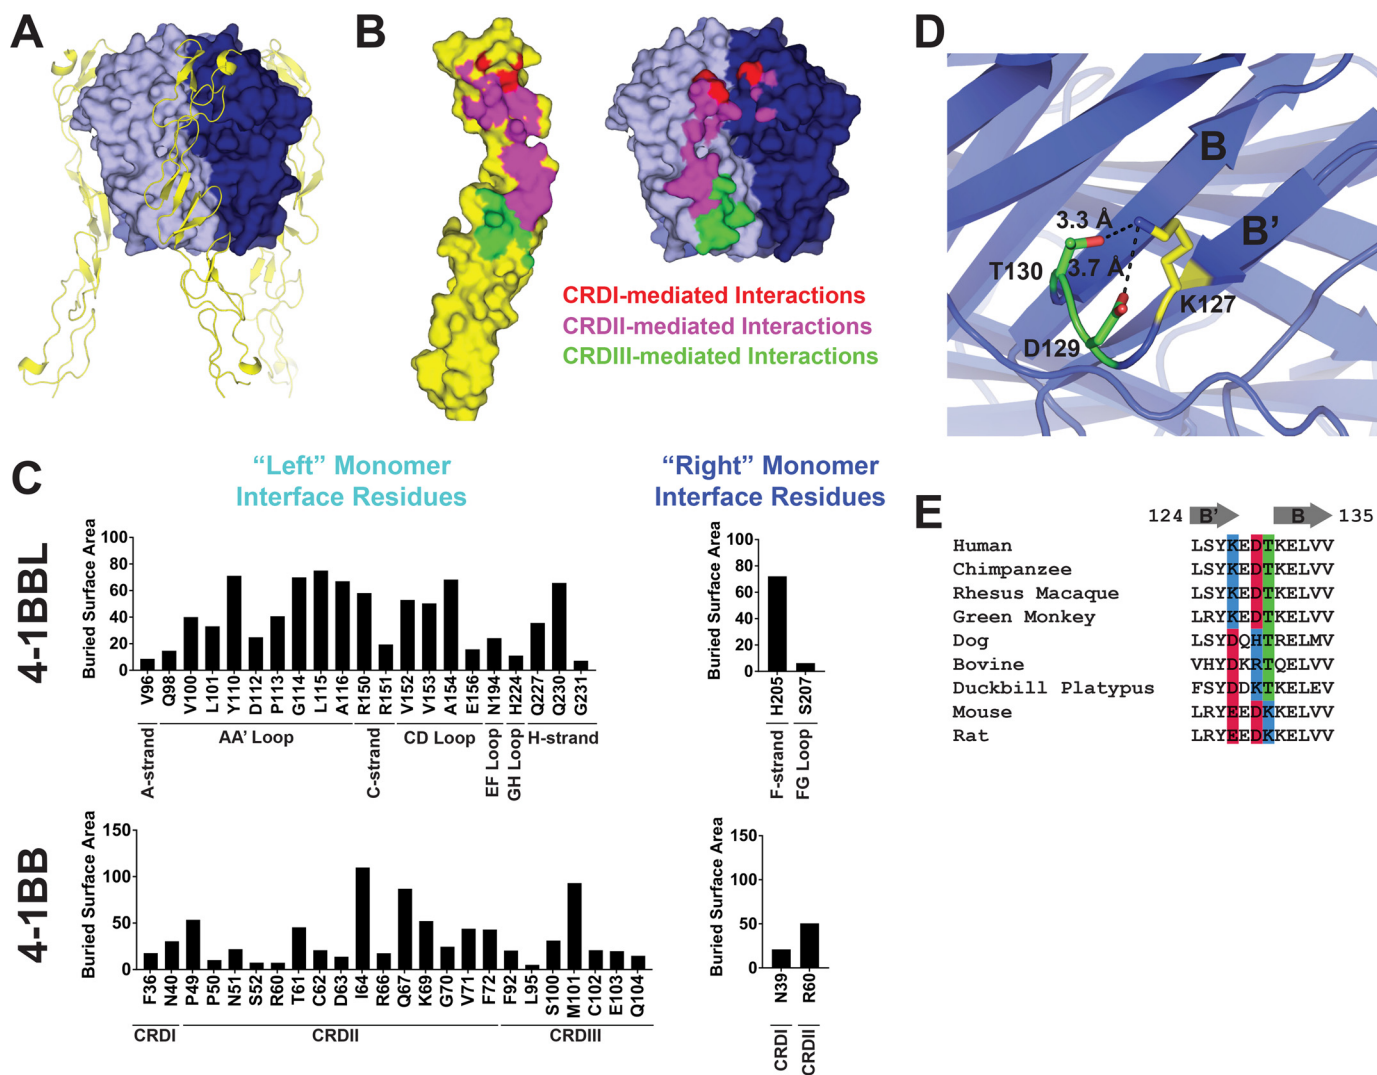 A
B
CRDI-mediated Interactions
CRDII-mediated Interactions
CRDIII-mediated Interactions
D
B
B'
3.3 Å
3.7 Å
T130
K127
D129
C
"Left" Monomer
Interface Residues
"Right" Monomer
Interface Residues
4-1BBL
Buried Surface Area
100
80
60
40
20
0
V96
Q98
V100
L101
Y110
D112
P113
G114
L115
A116
R150
R151
V152
V153
A154
E156
N194
H224
Q227
Q230
G231
A-strand
AA' Loop
C-strand
CD Loop
EF Loop
GH Loop
H-strand
Buried Surface Area
100
80
60
40
20
0
H205
S207
F-strand
FG Loop
4-1BB
Buried Surface Area
150
100
50
0
F36
N40
P49
P50
N51
S52
R60
T61
C62
D63
I64
R66
Q67
K69
G70
V71
F72
F92
L95
S100
M101
C102
E103
Q104
CRDI
CRDII
CRDIII
Buried Surface Area
150
100
50
0
N39
R60
CRDI
CRDII
E
124 B' B 135
Human LSYKEDTKELVV
Chimpanzee LSYKEDTKELVV
Rhesus Macaque LSYKEDTKELVV
Green Monkey LRYKEDTKELVV
Dog LSYDQHTRELMV
Bovine VHYDKRTQELVV
Duckbill Platypus FSYDDKTKELEV
Mouse LRYEEDKKELVV
Rat LRYEEDKKELVV